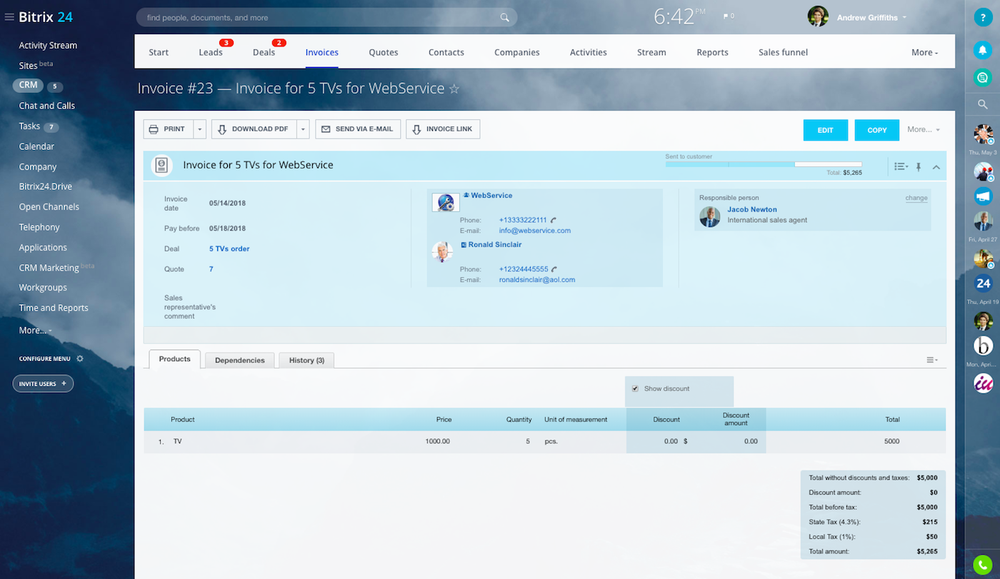 Bitrix 24
find people, documents, and more
6:42 PM
0
Andrew Griffiths
?
Activity Stream
Sites beta
CRM 5
Chat and Calls
Tasks 7
Calendar
Company
Bitrix24.Drive
Open Channels
Telephony
Applications
CRM Marketing beta
Workgroups
Time and Reports
More...
CONFIGURE MENU
INVITE USERS +
Start
Leads 3
Deals 2
Invoices
Quotes
Contacts
Companies
Activities
Stream
Reports
Sales funnel
More
Invoice #23 — Invoice for 5 TVs for WebService
PRINT
DOWNLOAD PDF
SEND VIA E-MAIL
INVOICE LINK
EDIT
COPY
More...
Invoice for 5 TVs for WebService
Sent to customer
Total: $5,265
Invoice
date
05/14/2018
Pay before 05/18/2018
Deal 5 TVs order
Quote 7
Sales
representative's
comment
WebService
Phone: +13333222111
E-mail: info@webservice.com
Ronald Sinclair
Phone: +12324445555
E-mail: ronaldsinclair@aol.com
Responsible person change
Jacob Newton
International sales agent
Products
Dependencies
History (3)
Show discount
Product Price Quantity Unit of measurement Discount Discount amount Total
1. TV 1000.00 5 pcs. 0.00 $ 0.00 5000
Total without discounts and taxes: $5,000
Discount amount: $0
Total before tax: $5,000
State Tax (4.3%): $215
Local Tax (1%): $50
Total amount: $5,265
Thu, May 3
Fri, April 27
24
Thu, April 19
b
Mon, Apri...
iu